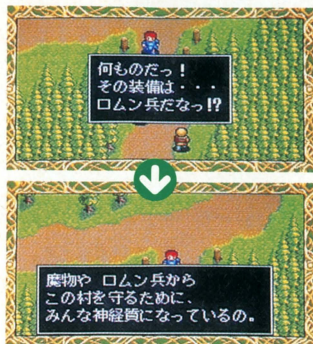 何ものだっ！
その装備は・・・
ロムン兵だなっ!?
魔物や ロムン兵から
この村を守るために、
みんな神経質になっているの。